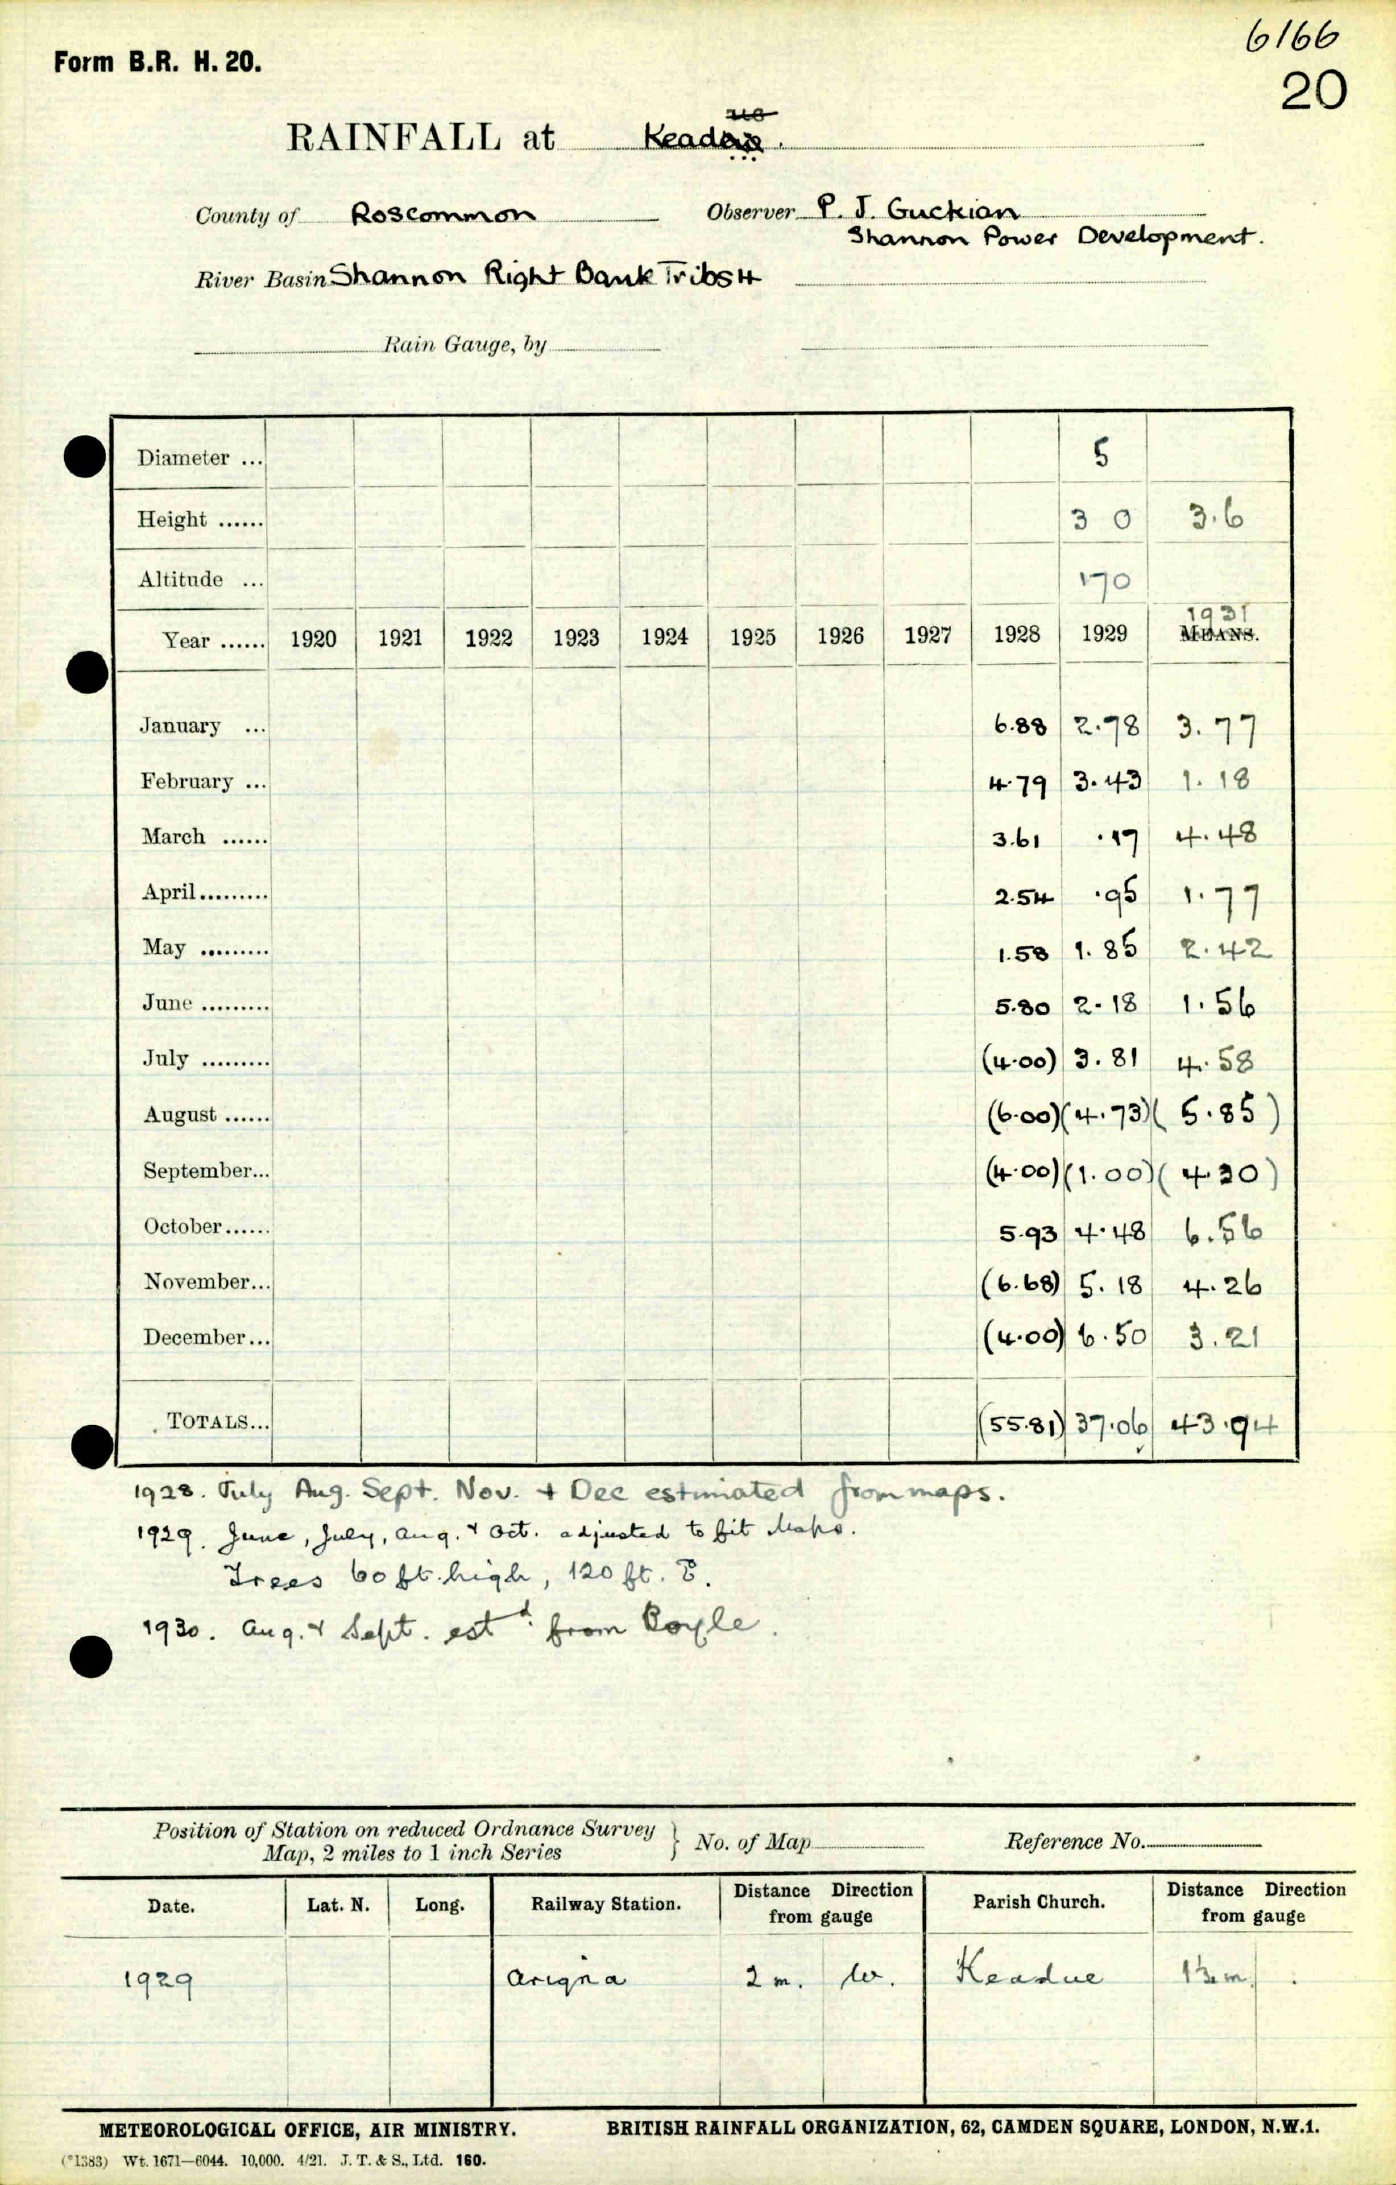 6166
Form B.R. H. 20.
20
RAINFALL at Keadue.
County of Roscommon Observer P. J. Guckian
Shannon Power Development.
River Basin Shannon Right Bank Tribs 4
Rain Gauge, by
Diameter ... 5
Height ...... 3 0 3.6
Altitude ... 170
1931
Year ...... 1920 1921 1922 1923 1924 1925 1926 1927 1928 1929 MEANS.
January ... 6.88 2.78 3.77
February ... 4.79 3.43 1.18
March ...... 3.61 .17 4.48
April......... 2.54 .95 1.77
May ......... 1.58 1.85 2.42
June ......... 5.80 2.18 1.56
July ......... (4.00) 3.81 4.58
August ...... (6.00) (4.73) (5.85)
September... (4.00) (1.00) (4.30)
October...... 5.93 4.48 6.56
November... (6.68) 5.18 4.26
December... (4.00) 6.50 3.21
TOTALS... (55.81) 37.06 43.94
1928. July Aug. Sept. Nov. + Dec estimated from maps.
1929. June, July, Aug. + Oct. adjusted to fit Maps.
Trees 60 ft. high, 120 ft. E.
1930. Aug. + Sept. estd. from Boyle.
Position of Station on reduced Ordnance Survey
Map, 2 miles to 1 inch Series } No. of Map Reference No.
Date. Lat. N. Long. Railway Station. Distance Direction from gauge Parish Church. Distance Direction from gauge
1929 Arigna 2 m. W. Keadue
METEOROLOGICAL OFFICE, AIR MINISTRY. BRITISH RAINFALL ORGANIZATION, 62, CAMDEN SQUARE, LONDON, N.W.1.
(*1383) Wt. 1671—6044. 10,000. 4/21. J. T. & S., Ltd. 160.